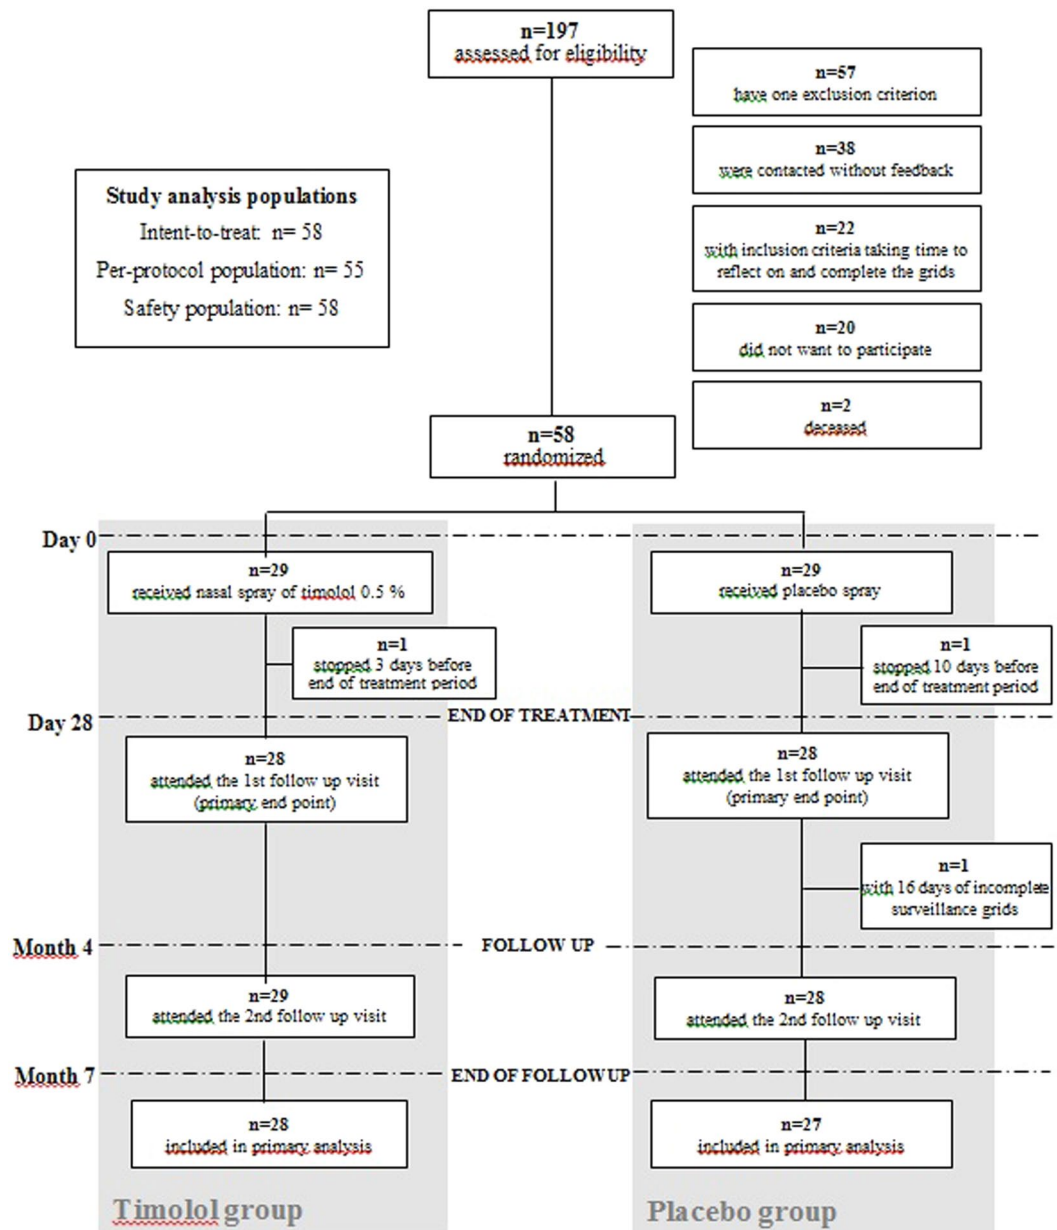 n=197
assessed for eligibility
n=57
have one exclusion criterion
n=38
were contacted without feedback
n=22
with inclusion criteria taking time to
reflect on and complete the grids
n=20
did not want to participate
n=2
deceased
Study analysis populations
Intent-to-treat: n= 58
Per-protocol population: n= 55
Safety population: n= 58
n=58
randomized
Day 0
n=29
received nasal spray of timolol 0.5 %
n=29
received placebo spray
n=1
stopped 3 days before
end of treatment period
n=1
stopped 10 days before
end of treatment period
Day 28
END OF TREATMENT
n=28
attended the 1st follow up visit
(primary end point)
n=28
attended the 1st follow up visit
(primary end point)
n=1
with 16 days of incomplete
surveillance grids
Month 4
FOLLOW UP
n=29
attended the 2nd follow up visit
n=28
attended the 2nd follow up visit
Month 7
END OF FOLLOW UP
n=28
included in primary analysis
n=27
included in primary analysis
Timolol group
Placebo group